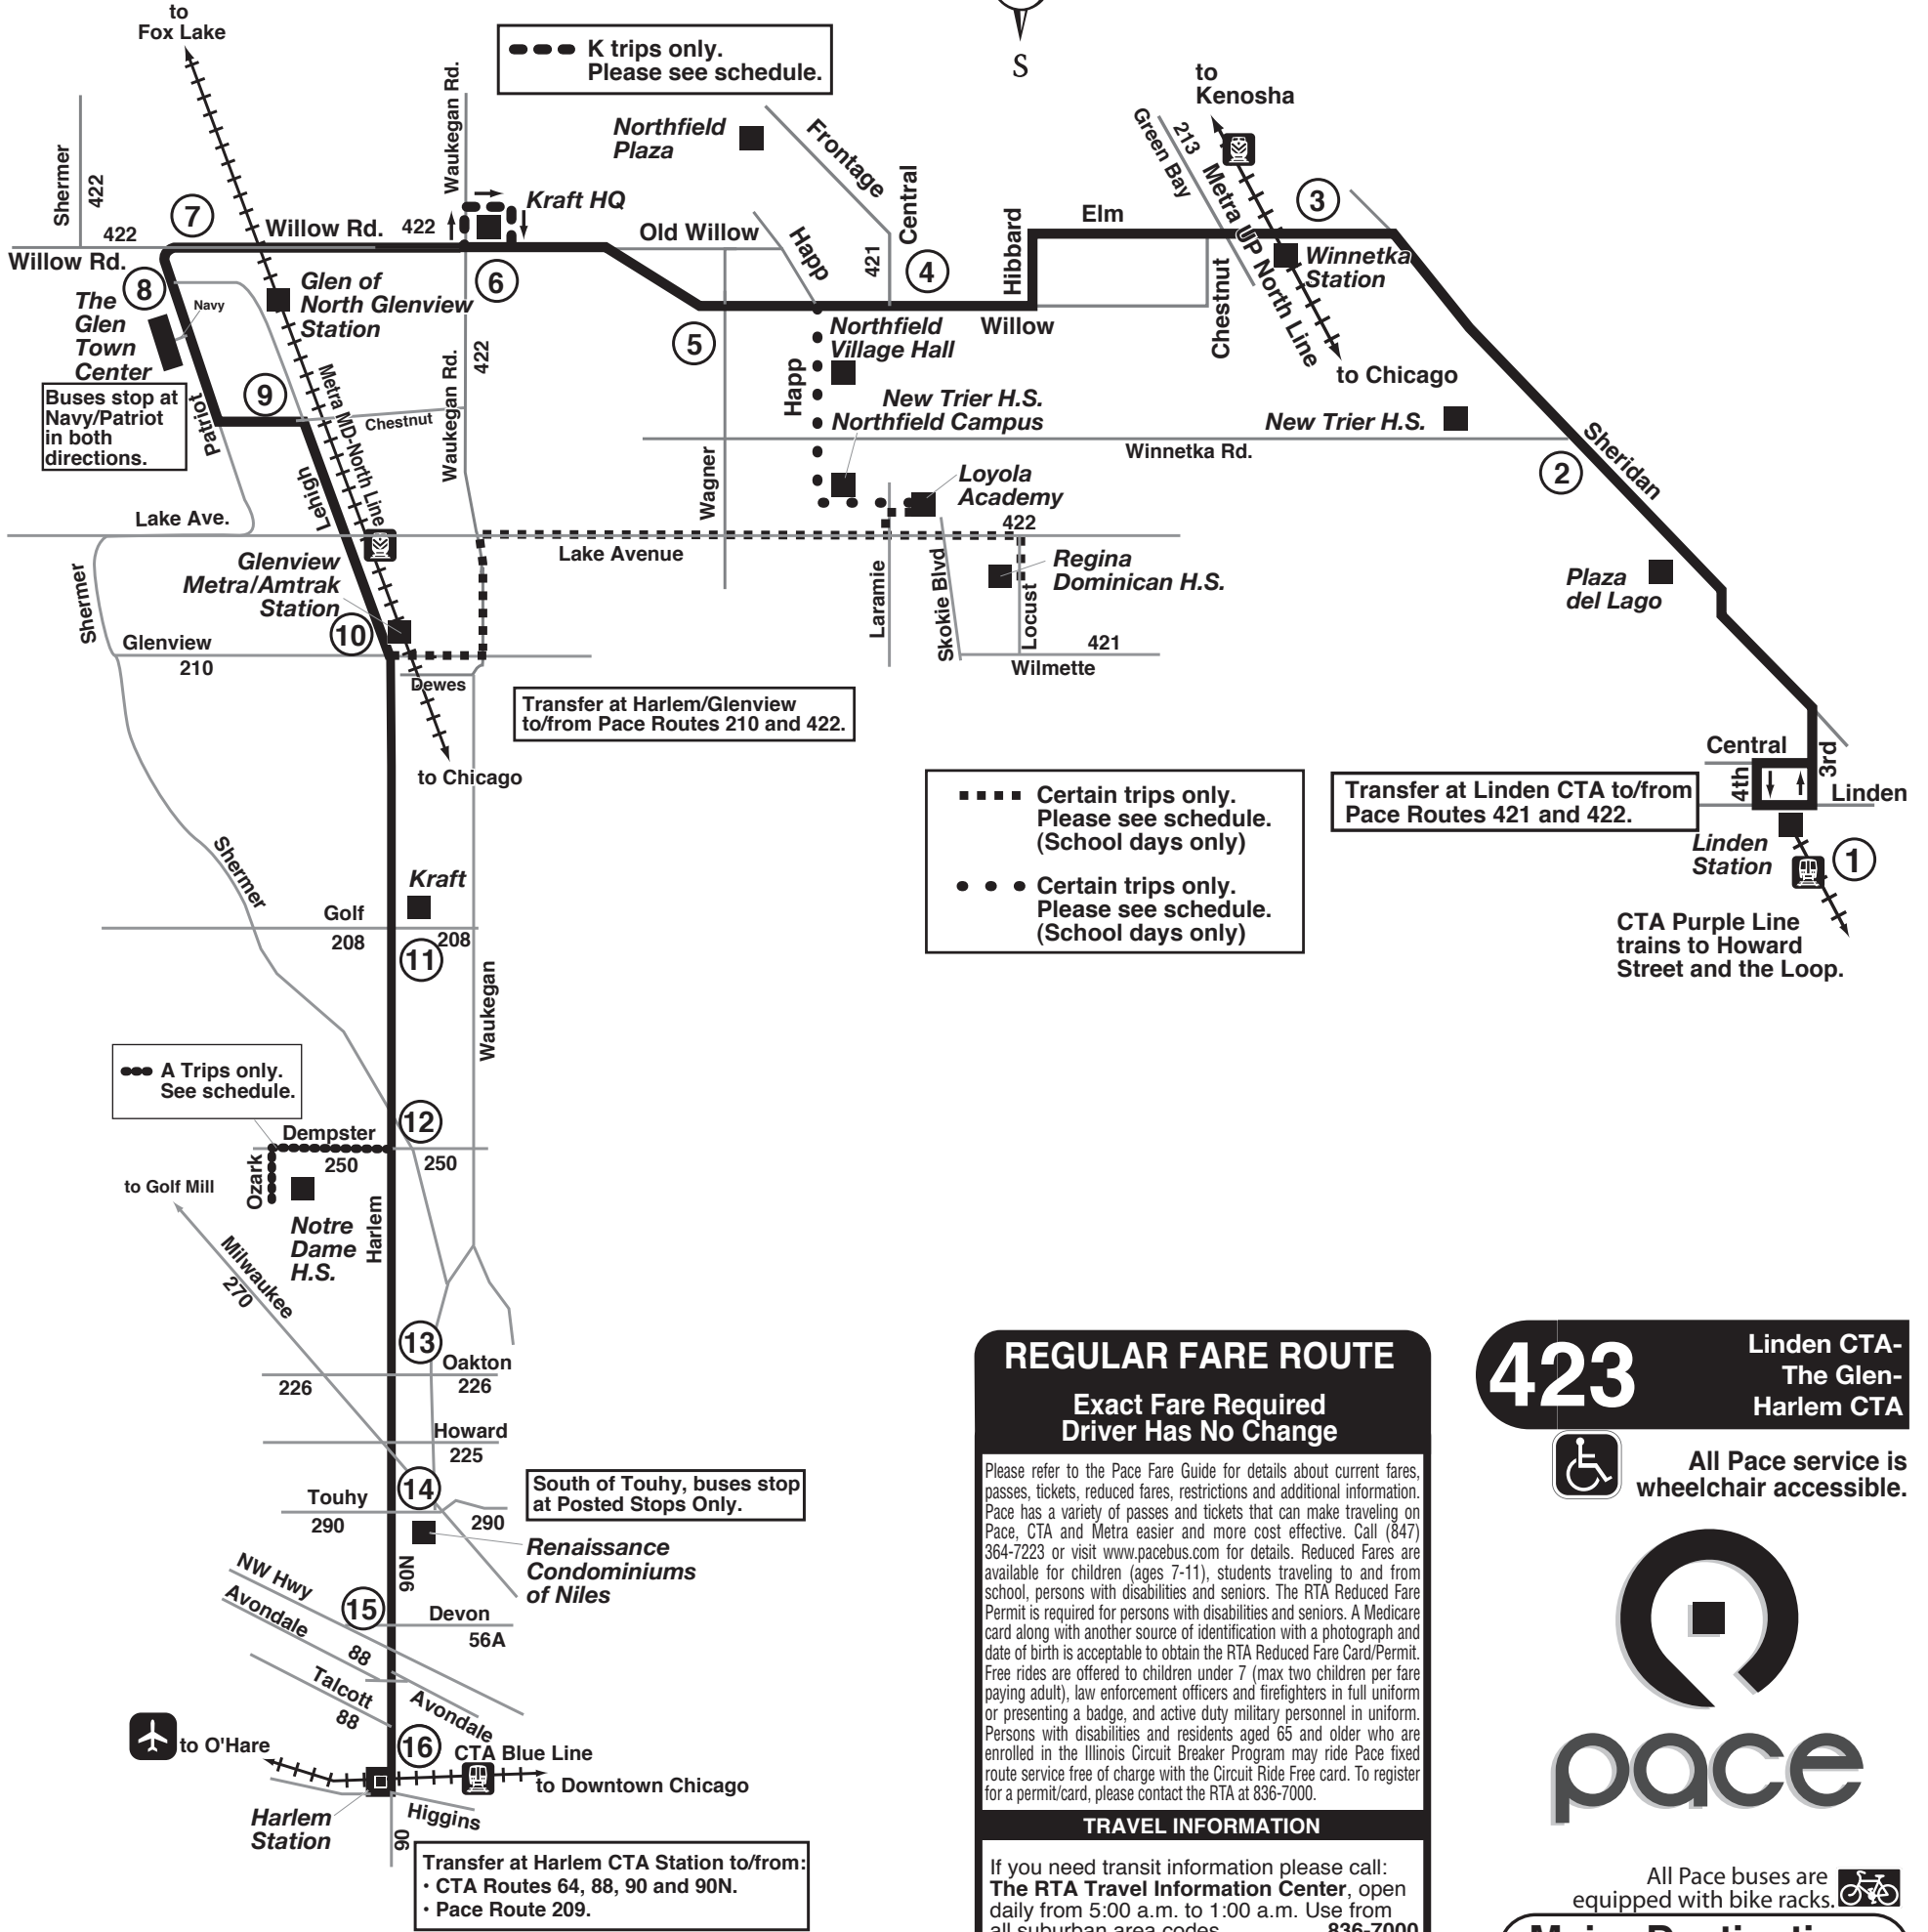 to
Fox Lake
K trips only.
Please see schedule.
S
to
Kenosha
Shermer
422
Waukegan Rd.
Northfield
Plaza
Frontage
Central
421
Green Bay
213
Metra UP North Line
3
7
422
Willow Rd.
Willow Rd.
422
Kraft HQ
Old Willow
Happ
4
Hibbard
Elm
Winnetka
Station
8
The
Glen
Town
Center
Navy
Glen of
North Glenview
Station
6
5
Northfield
Village Hall
Willow
Chestnut
to Chicago
Buses stop at
Navy/Patriot
in both
directions.
Patriot
9
Metra MD-North Line
Chestnut
Waukegan Rd.
422
Happ
New Trier H.S.
Northfield Campus
New Trier H.S.
Winnetka Rd.
Sheridan
2
Lehigh
Wagner
Loyola
Academy
Lake Ave.
422
Lake Avenue
Shermer
Glenview
Metra/Amtrak
Station
Laramie
Skokie Blvd
Locust
Regina
Dominican H.S.
Plaza
del Lago
10
Glenview
210
421
Wilmette
Dewes
Transfer at Harlem/Glenview
to/from Pace Routes 210 and 422.
to Chicago
Central
4th
3rd
Linden
Certain trips only.
Please see schedule.
(School days only)
Certain trips only.
Please see schedule.
(School days only)
Transfer at Linden CTA to/from
Pace Routes 421 and 422.
Linden
Station
1
CTA Purple Line
trains to Howard
Street and the Loop.
Shermer
Kraft
Golf
208
208
11
Waukegan
A Trips only.
See schedule.
12
Dempster
250
250
Ozark
to Golf Mill
Notre
Dame
H.S.
Harlem
Milwaukee
270
13
Oakton
226
226
Howard
225
14
Touhy
290
290
South of Touhy, buses stop
at Posted Stops Only.
Renaissance
Condominiums
of Niles
90N
NW Hwy
Avondale
88
15
Devon
56A
Talcott
88
Avondale
16
to O'Hare
CTA Blue Line
to Downtown Chicago
Harlem
Station
Higgins
90
Transfer at Harlem CTA Station to/from:
• CTA Routes 64, 88, 90 and 90N.
• Pace Route 209.
REGULAR FARE ROUTE
Exact Fare Required
Driver Has No Change
Please refer to the Pace Fare Guide for details about current fares,
passes, tickets, reduced fares, restrictions and additional information.
Pace has a variety of passes and tickets that can make traveling on
Pace, CTA and Metra easier and more cost effective. Call (847)
364-7223 or visit www.pacebus.com for details. Reduced Fares are
available for children (ages 7-11), students traveling to and from
school, persons with disabilities and seniors. The RTA Reduced Fare
Permit is required for persons with disabilities and seniors. A Medicare
card along with another source of identification with a photograph and
date of birth is acceptable to obtain the RTA Reduced Fare Card/Permit.
Free rides are offered to children under 7 (max two children per fare
paying adult), law enforcement officers and firefighters in full uniform
or presenting a badge, and active duty military personnel in uniform.
Persons with disabilities and residents aged 65 and older who are
enrolled in the Illinois Circuit Breaker Program may ride Pace fixed
route service free of charge with the Circuit Ride Free card. To register
for a permit/card, please contact the RTA at 836-7000.
TRAVEL INFORMATION
If you need transit information please call:
The RTA Travel Information Center, open
daily from 5:00 a.m. to 1:00 a.m. Use from
all suburban area codes 836-7000
423
Linden CTA-
The Glen-
Harlem CTA
All Pace service is
wheelchair accessible.
pace
All Pace buses are
equipped with bike racks.